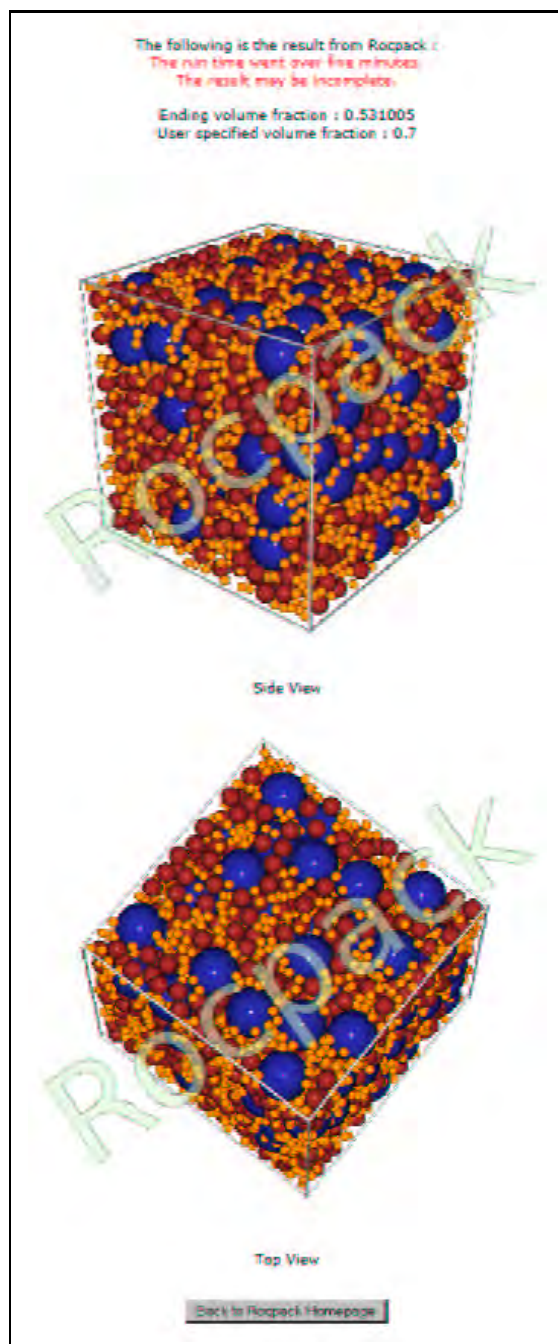 The following is the result from Rocpack :
The run time went over five minutes.
The result may be incomplete.
Ending volume fraction : 0.531005
User specified volume fraction : 0.7
Rocpack
Side View
Rocpack
Top View
Back to Rocpack Homepage